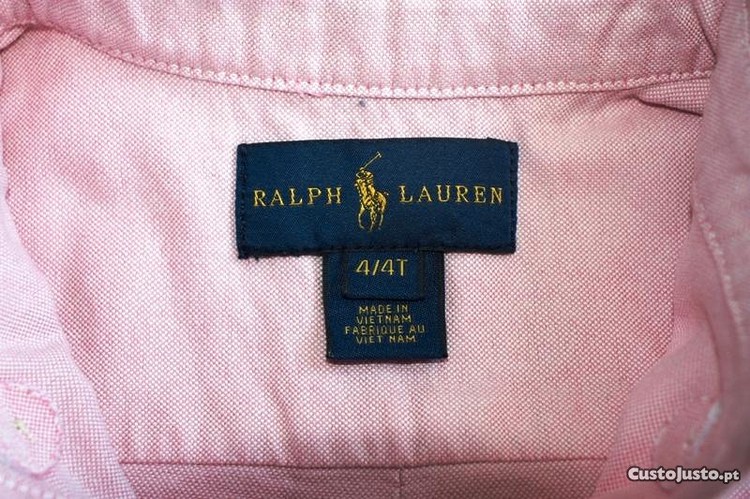 RALPH LAUREN
4/4T
MADE IN
VIETNAM
FABRIQUE AU
VIET NAM
CustoJusto.pt